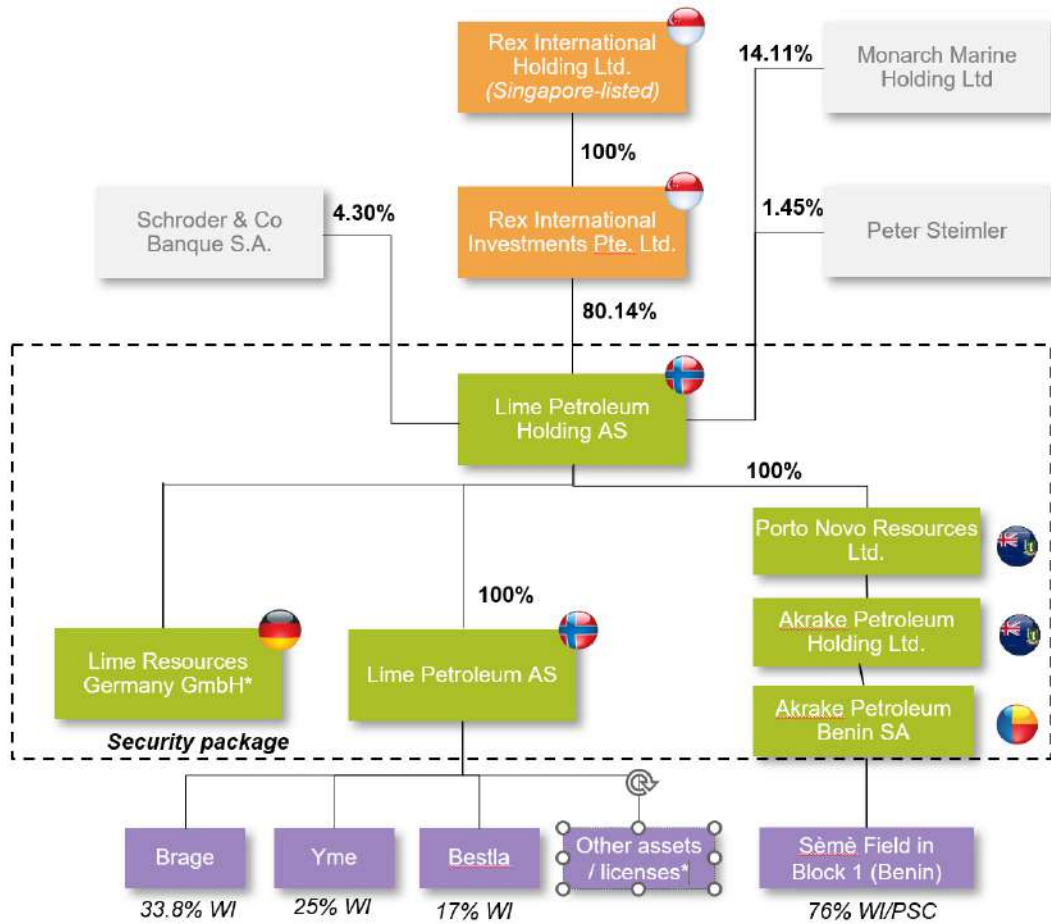 Rex International
Holding Ltd.
(Singapore-listed)
14.11%
Monarch Marine
Holding Ltd
100%
Schroder & Co
Banque S.A.
4.30%
Rex International
Investments Pte. Ltd.
1.45%
Peter Steimler
80.14%
Lime Petroleum
Holding AS
100%
Porto Novo Resources
Ltd.
100%
Lime Resources
Germany GmbH*
Lime Petroleum AS
Akrake Petroleum
Holding Ltd.
Akrake Petroleum
Benin SA
Security package
Brage
Yme
Bestla
Other assets
/ licenses*
Sèmè Field in
Block 1 (Benin)
33.8% WI
25% WI
17% WI
76% WI/PSC